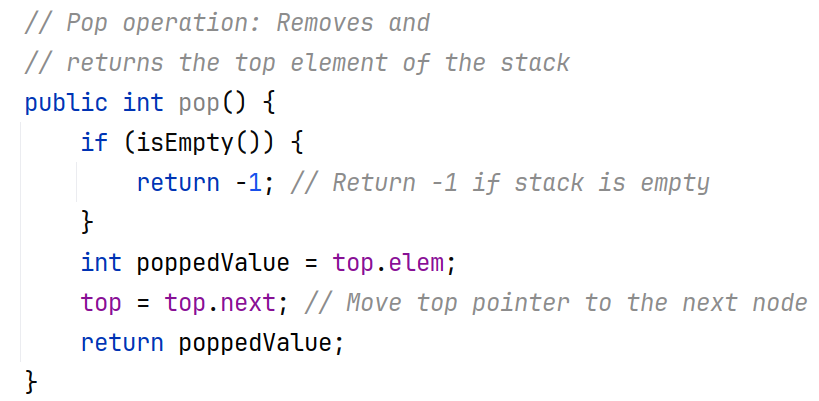 // Pop operation: Removes and
// returns the top element of the stack
public int pop() {
    if (isEmpty()) {
        return -1; // Return -1 if stack is empty
    }
    int poppedValue = top.elem;
    top = top.next; // Move top pointer to the next node
    return poppedValue;
}